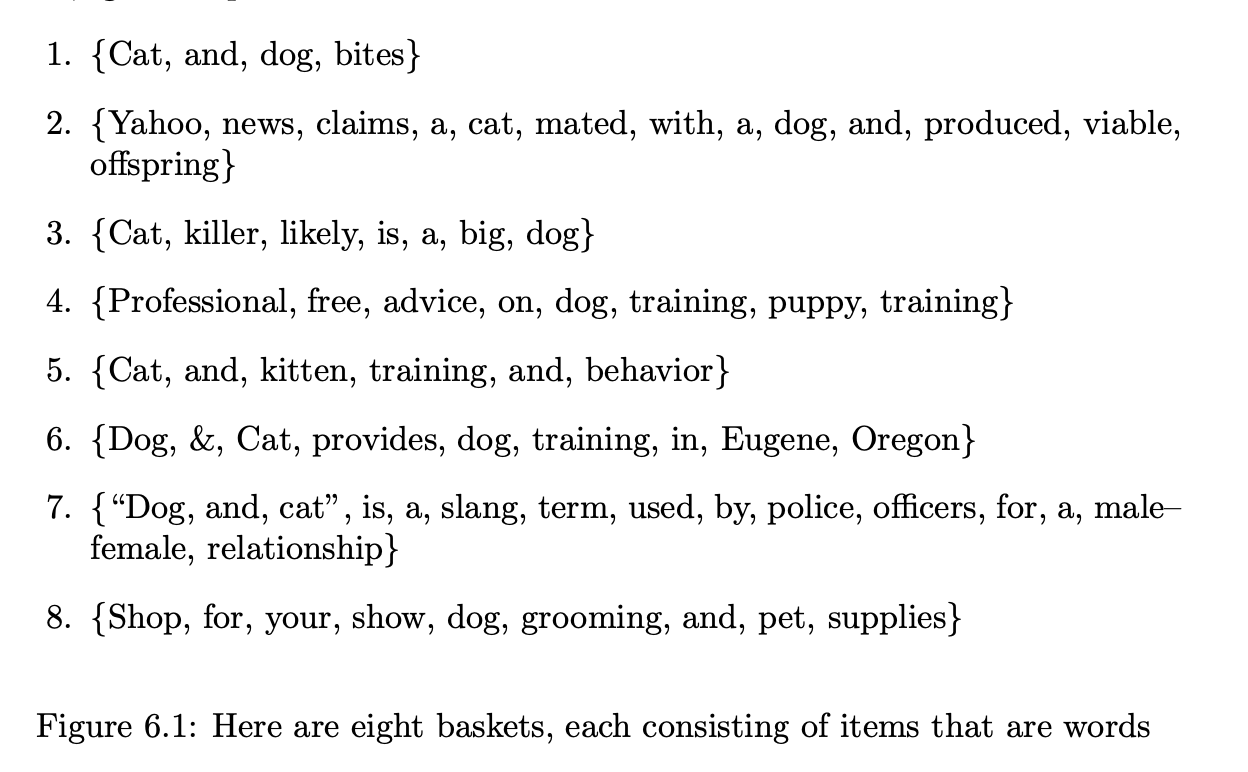 1. {Cat, and, dog, bites}
2. {Yahoo, news, claims, a, cat, mated, with, a, dog, and, produced, viable,
offspring}
3. {Cat, killer, likely, is, a, big, dog}
4. {Professional, free, advice, on, dog, training, puppy, training}
5. {Cat, and, kitten, training, and, behavior}
6. {Dog, &, Cat, provides, dog, training, in, Eugene, Oregon}
7. {“Dog, and, cat”, is, a, slang, term, used, by, police, officers, for, a, male–
female, relationship}
8. {Shop, for, your, show, dog, grooming, and, pet, supplies}
Figure 6.1: Here are eight baskets, each consisting of items that are words